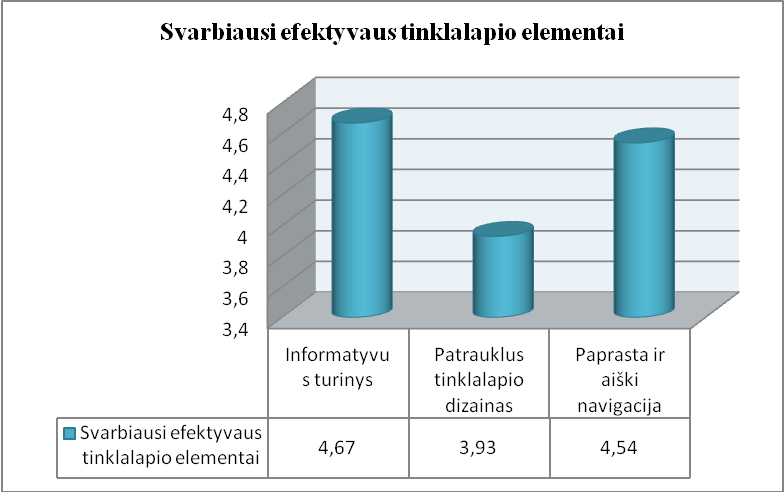 Svarbiausi efektyvaus tinklalapio elementai
4,8
4,6
4,4
4,2
4
3,8
3,6
3,4
Informatyvu
s turinys
Patrauklus
tinklalapio
dizainas
Paprasta ir
aiški
navigacija
Svarbiausi efektyvaus
tinklalapio elementai
4,67
3,93
4,54